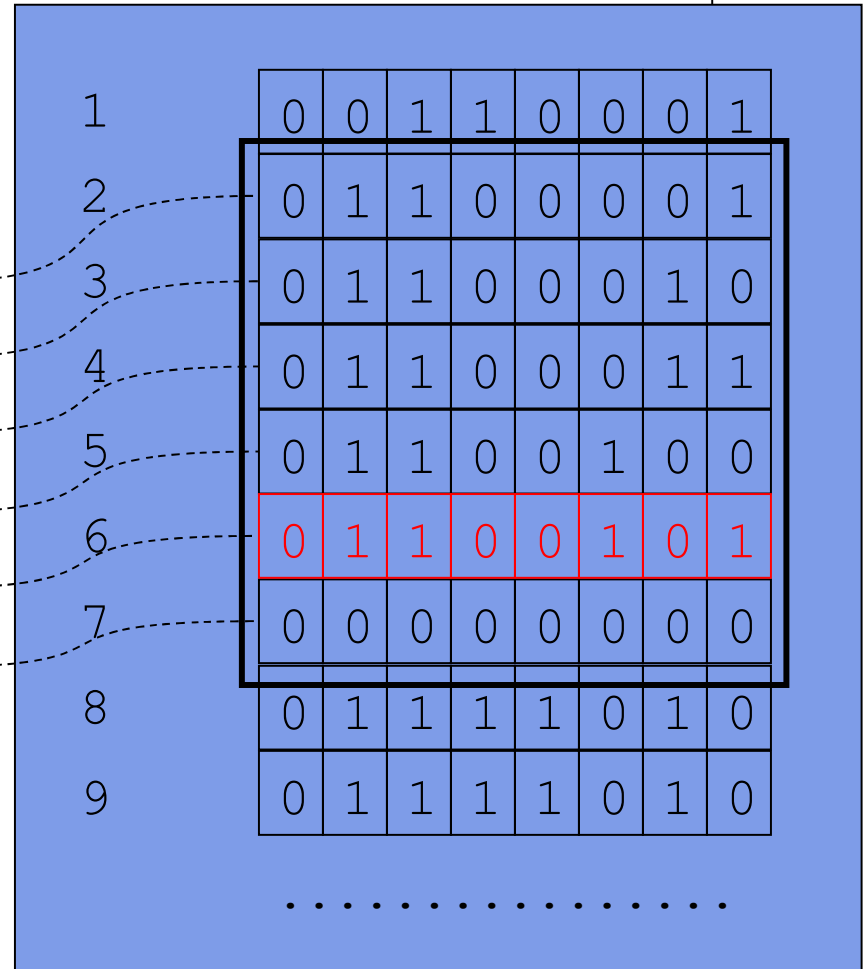 1 0 0 1 1 0 0 0 1
2 0 1 1 0 0 0 0 1
3 0 1 1 0 0 0 1 0
4 0 1 1 0 0 0 1 1
5 0 1 1 0 0 1 0 0
6 0 1 1 0 0 1 0 1
7 0 0 0 0 0 0 0 0
8 0 1 1 1 1 0 1 0
9 0 1 1 1 1 0 1 0
................